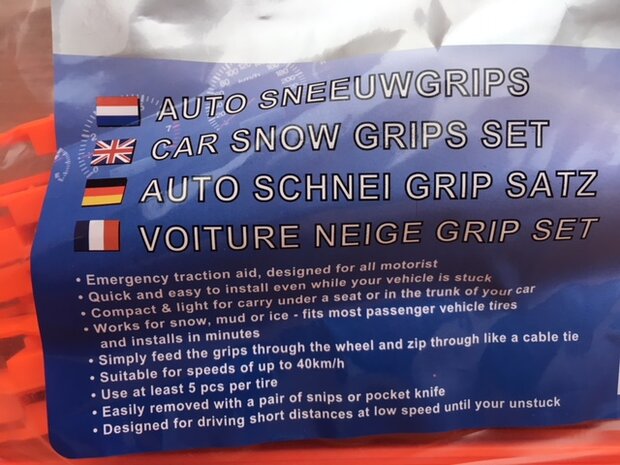 AUTO SNEEUWGRIPS
CAR SNOW GRIPS SET
AUTO SCHNEI GRIP SATZ
VOITURE NEIGE GRIP SET
• Emergency traction aid, designed for all motorist
• Quick and easy to install even while your vehicle is stuck
• Compact & light for carry under a seat or in the trunk of your car
• Works for snow, mud or ice - fits most passenger vehicle tires
and installs in minutes
• Simply feed the grips through the wheel and zip through like a cable tie
• Suitable for speeds of up to 40km/h
• Use at least 5 pcs per tire
• Easily removed with a pair of snips or pocket knife
• Designed for driving short distances at low speed until your unstuck